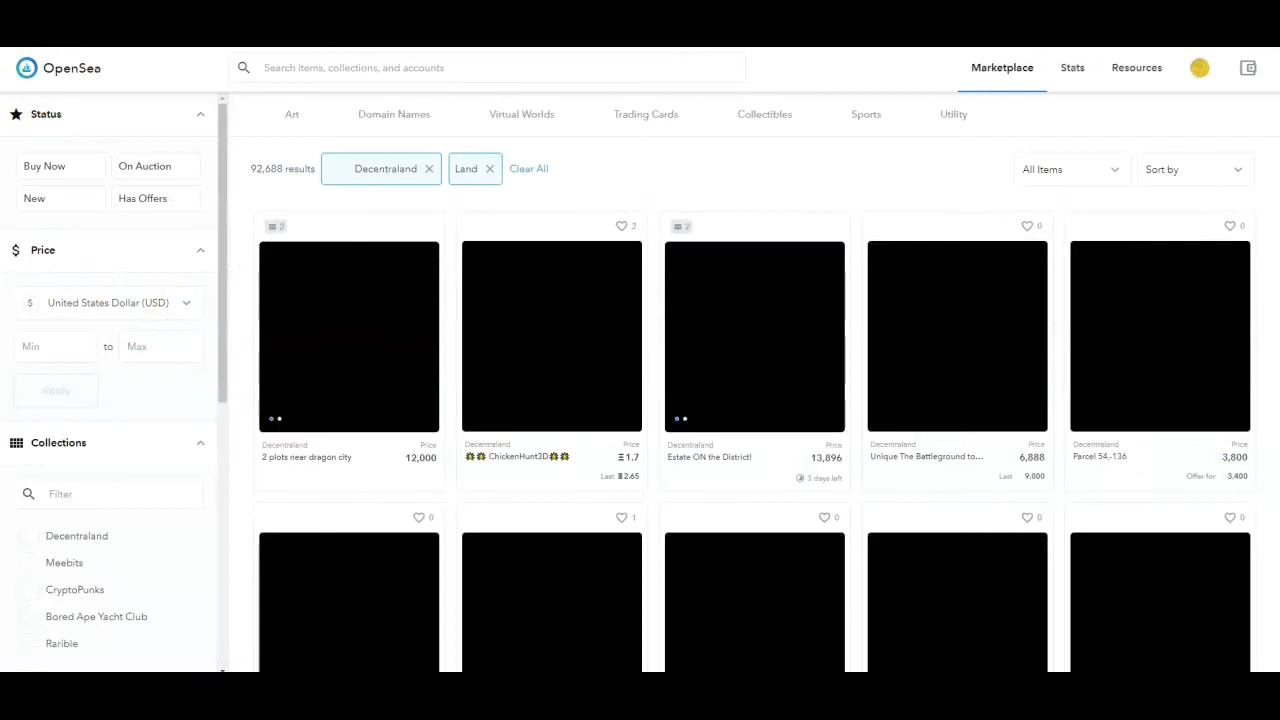 OpenSea
Search items, collections, and accounts
Marketplace
Stats
Resources
Status
Buy Now
On Auction
New
Has Offers
Price
$ United States Dollar (USD)
Min to Max
Apply
Collections
Filter
Decentraland
Meebits
CryptoPunks
Bored Ape Yacht Club
Rarible
Art
Domain Names
Virtual Worlds
Trading Cards
Collectibles
Sports
Utility
92,688 results
Decentraland
Land
Clear All
All Items
Sort by
2
Decentraland
Price
2 plots near dragon city
12,000
2
Decentraland
Price
ChickenHunt3D
1.7
Last 2.65
2
Decentraland
Price
Estate ON the District!
13,896
3 days left
0
Decentraland
Price
Unique The Battleground to...
6,888
Last 9,800
0
Decentraland
Price
Parcel 54,-136
3,800
Offer for 3,400
0
1
0
0
0